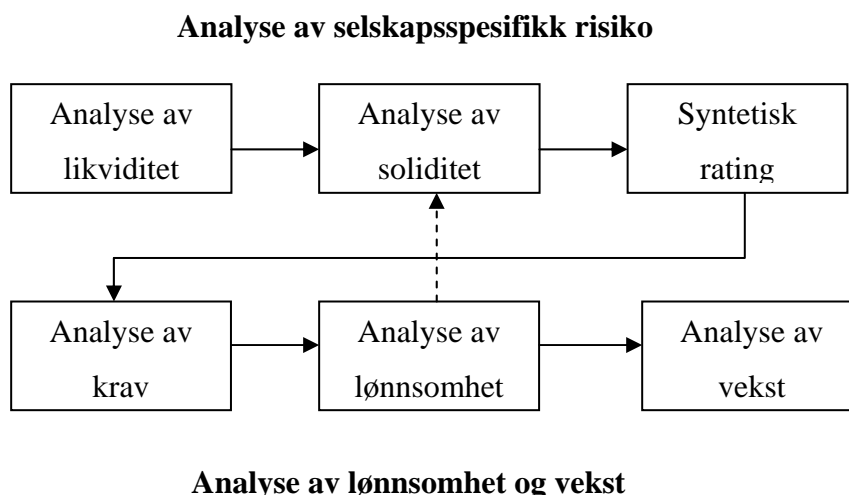 Analyse av selskapsspesifikk risiko
Analyse av
likviditet
Analyse av
soliditet
Syntetisk
rating
Analyse av
krav
Analyse av
lønnsomhet
Analyse av
vekst
Analyse av lønnsomhet og vekst